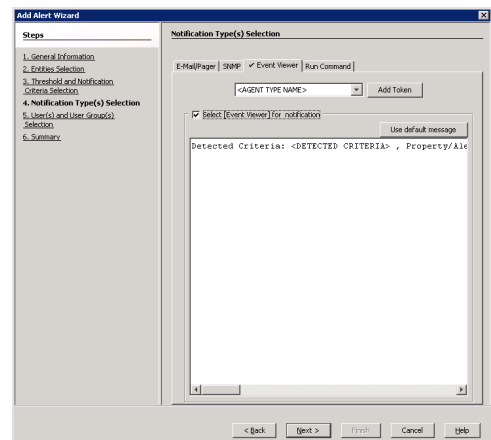 Add Alert Wizard
Steps
1. General Information
2. Entities Selection
3. Threshold and Notification
Criteria Selection
4. Notification Type(s) Selection
5. User(s) and User Group(s)
Selection
6. Summary
Notification Type(s) Selection
E-Mail/Pager SNMP Event Viewer Run Command
<AGENT TYPE NAME> Add Token
Select [Event Viewer] for notification
Use default message
Detected Criteria: <DETECTED CRITERIA> , Property/Ale
< Back Next > Finish Cancel Help